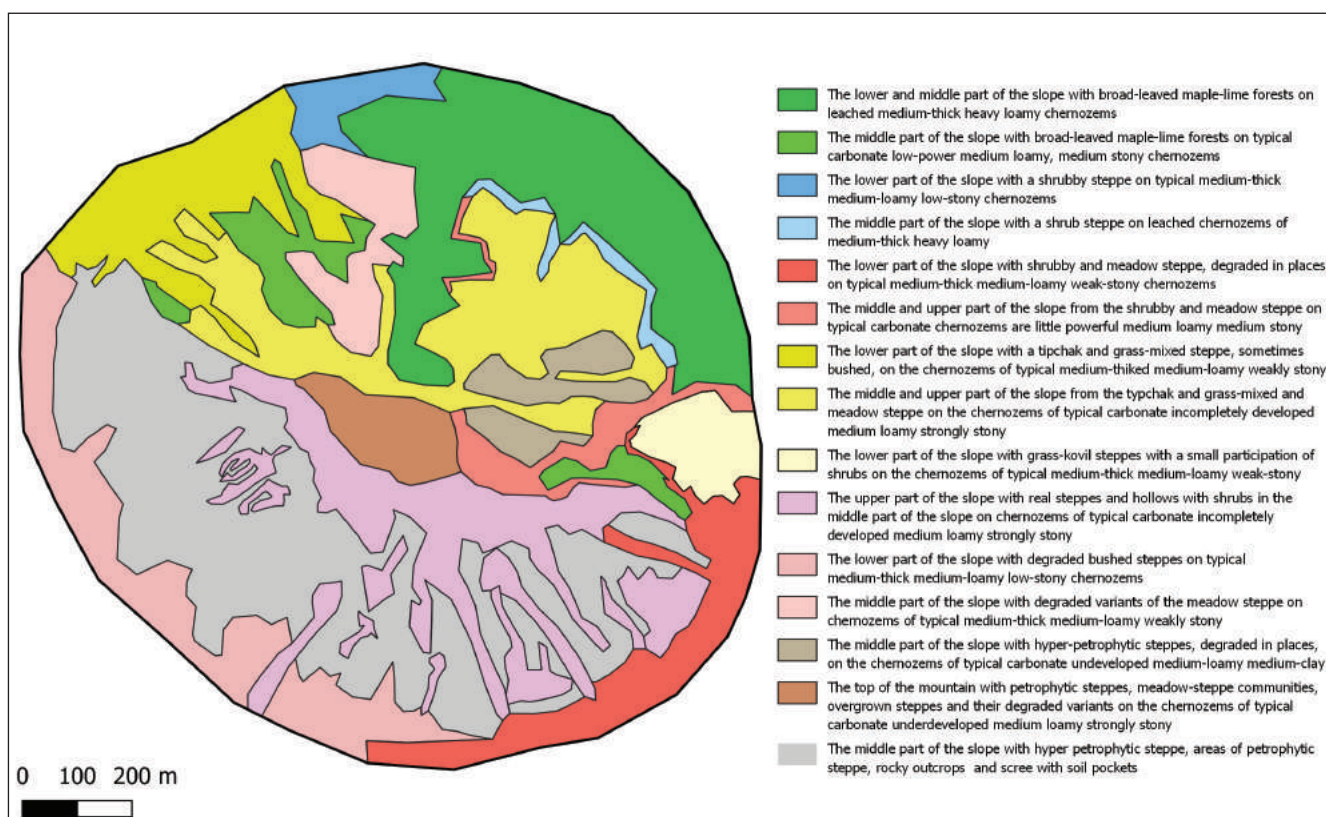 The lower and middle part of the slope with broad-leaved maple-lime forests on
leached medium-thick heavy loamy chernozems
The middle part of the slope with broad-leaved maple-lime forests on typical
carbonate low-power medium loamy, medium stony chernozems
The lower part of the slope with a shrubby steppe on typical medium-thick
medium-loamy low-stony chernozems
The middle part of the slope with a shrub steppe on leached chernozems of
medium-thick heavy loamy
The lower part of the slope with shrubby and meadow steppe, degraded in places
on typical medium-thick medium-loamy weak-stony chernozems
The middle and upper part of the slope from the shrubby and meadow steppe on
typical carbonate chernozems are little powerful medium loamy medium stony
The lower part of the slope with a tipchak and grass-mixed steppe, sometimes
bushed, on the chernozems of typical medium-thiked medium-loamy weakly stony
The middle and upper part of the slope from the typchak and grass-mixed and
meadow steppe on the chernozems of typical carbonate incompletely developed
medium loamy strongly stony
The lower part of the slope with grass-kovil steppes with a small participation of
shrubs on the chernozems of typical medium-thick medium-loamy weak-stony
The upper part of the slope with real steppes and hollows with shrubs in the
middle part of the slope on chernozems of typical carbonate incompletely
developed medium loamy strongly stony
The lower part of the slope with degraded bushed steppes on typical
medium-thick medium-loamy low-stony chernozems
The middle part of the slope with degraded variants of the meadow steppe on
chernozems of typical medium-thick medium-loamy weakly stony
The middle part of the slope with hyper-petrophytic steppes, degraded in places,
on the chernozems of typical carbonate undeveloped medium-loamy medium-clay
The top of the mountain with petrophytic steppes, meadow-steppe communities,
overgrown steppes and their degraded variants on the chernozems of typical
carbonate underdeveloped medium loamy strongly stony
The middle part of the slope with hyper petrophytic steppe, areas of petrophytic
steppe, rocky outcrops and scree with soil pockets
0 100 200 m